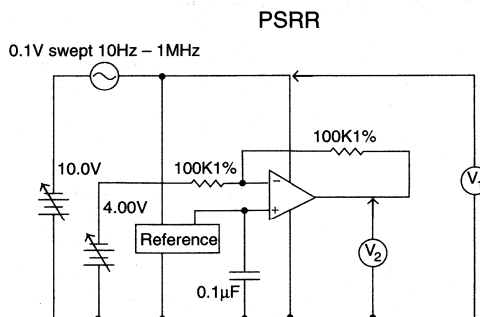 PSRR
0.1V swept 10Hz – 1MHz
100K1%
10.0V
100K1%
4.00V
−
+
Reference
V2
0.1μF